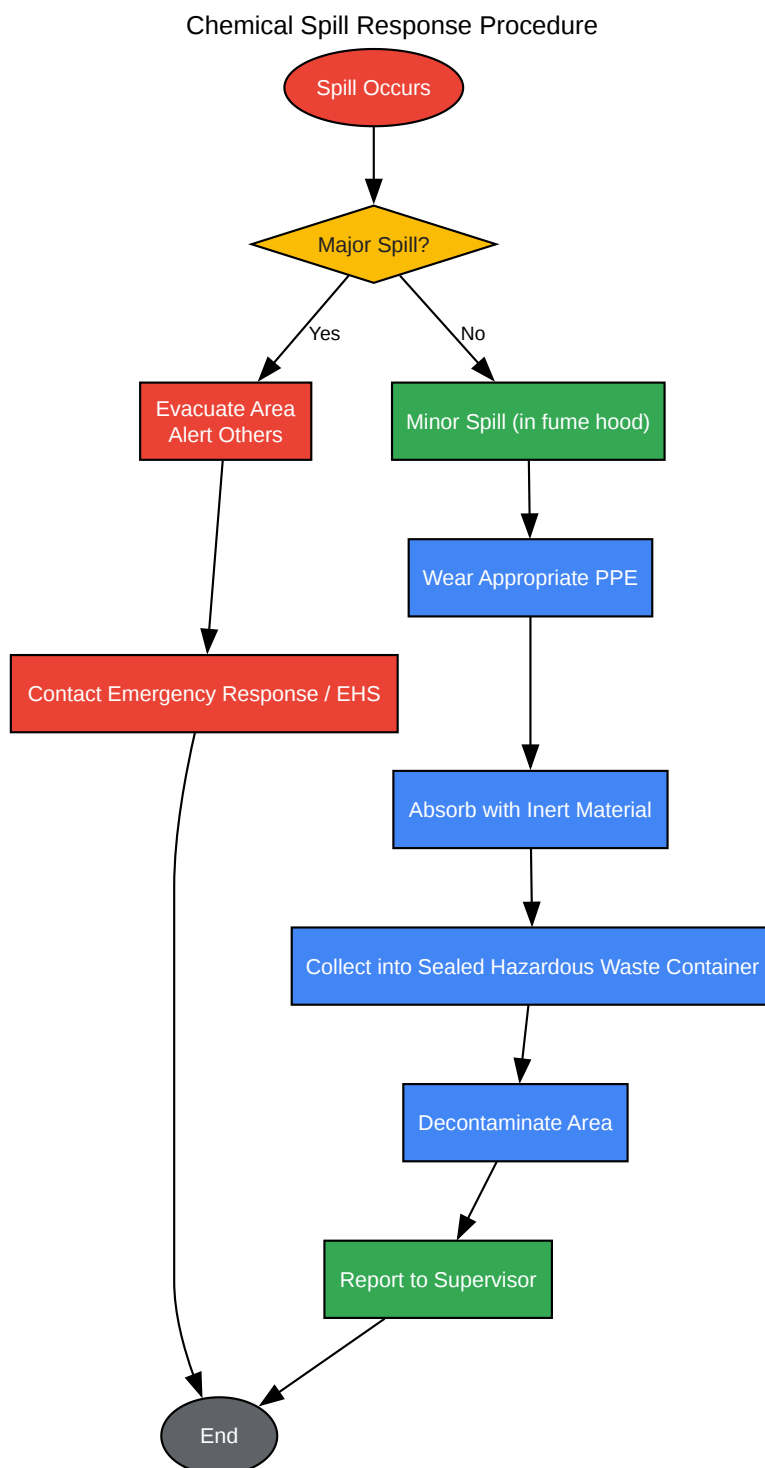 Chemical Spill Response Procedure
Spill Occurs
Major Spill?
Yes
No
Evacuate Area
Alert Others
Minor Spill (in fume hood)
Wear Appropriate PPE
Contact Emergency Response / EHS
Absorb with Inert Material
Collect into Sealed Hazardous Waste Container
Decontaminate Area
Report to Supervisor
End